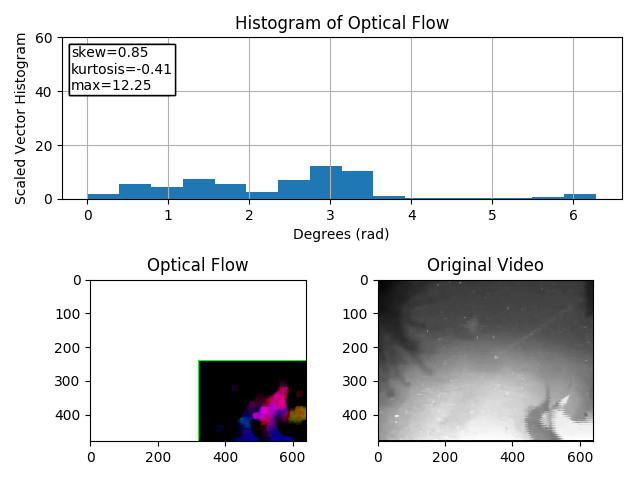 Histogram of Optical Flow
skew=0.85
kurtosis=-0.41
max=12.25
Scaled Vector Histogram
60
40
20
0
0 1 2 3 4 5 6
Degrees (rad)
Optical Flow
0
100
200
300
400
0 200 400 600
Original Video
0
100
200
300
400
0 200 400 600